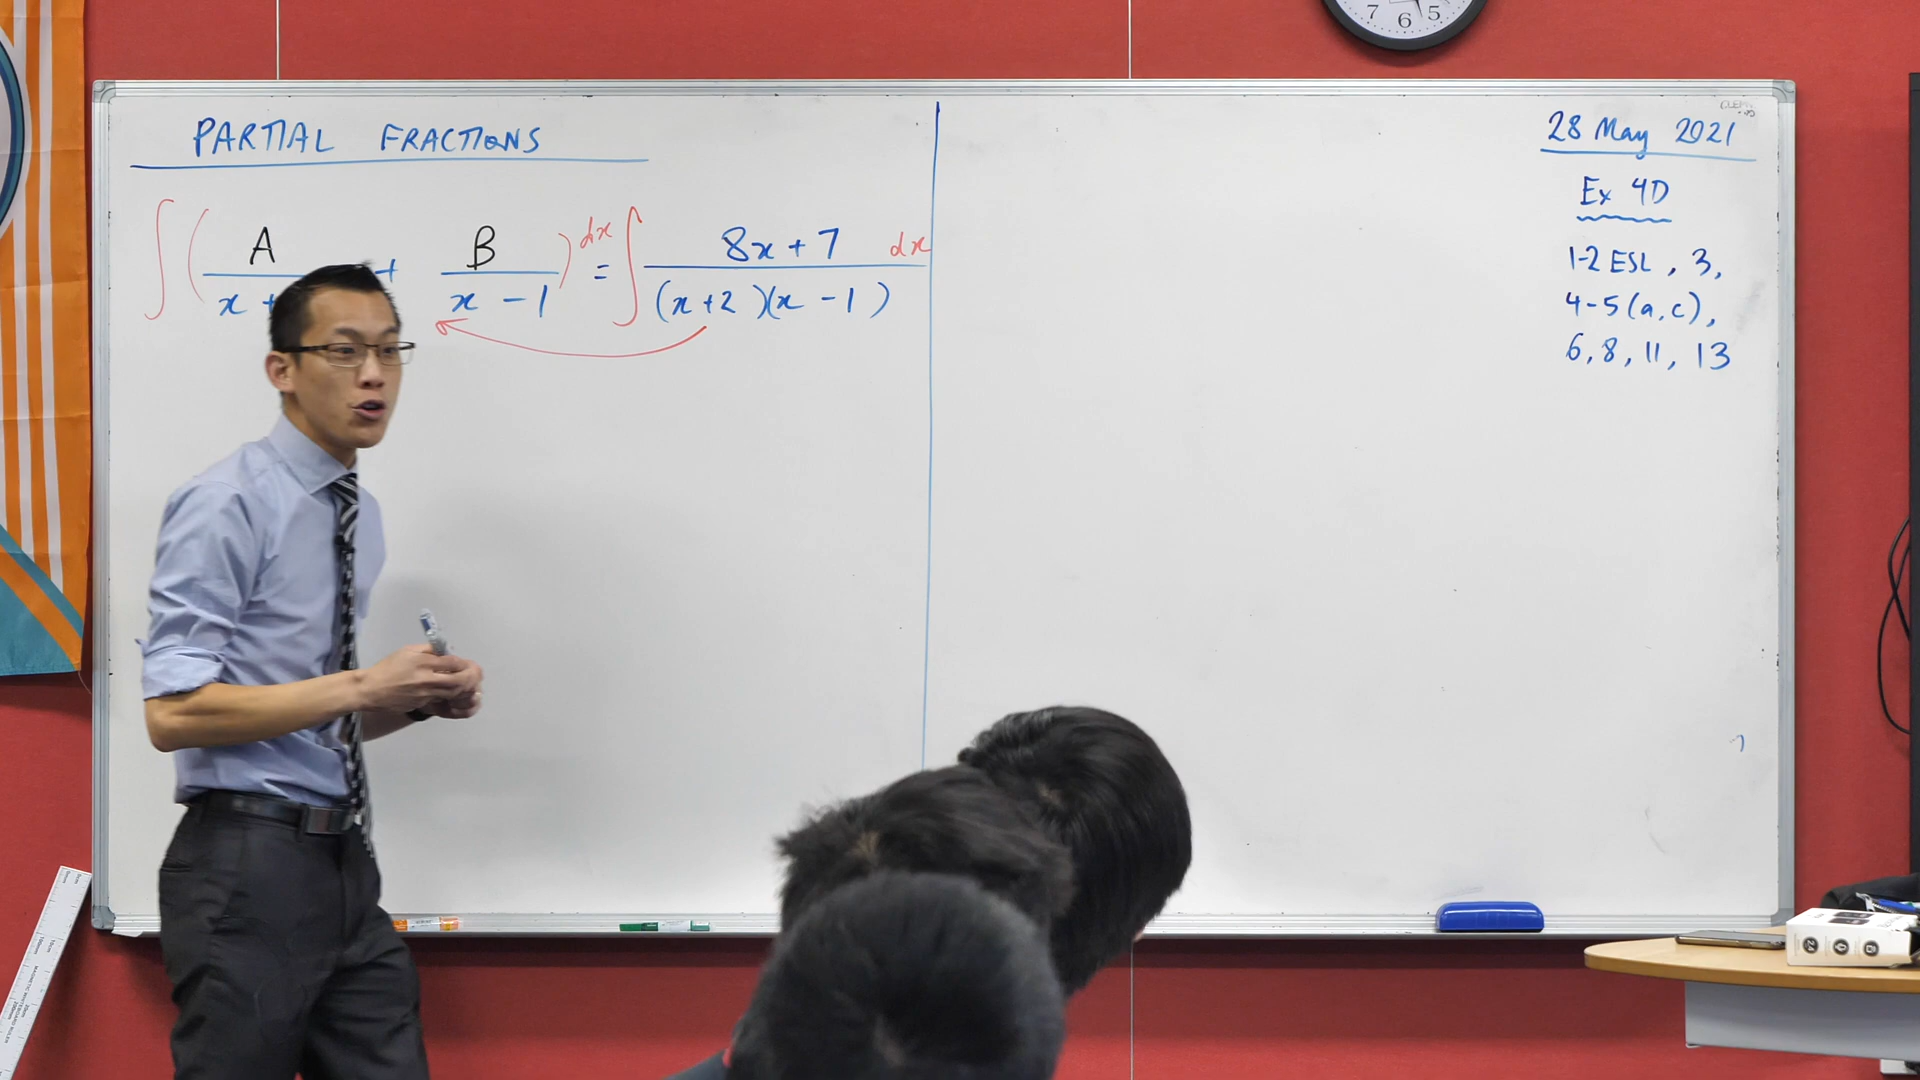 PARTIAL FRACTIONS
∫ ( A/x + + B/x - 1 ) dx = ∫ 8x + 7/(x + 2)(x - 1) dx
28 May 2021
Ex 4D
1-2 ESL, 3,
4-5(a,c),
6, 8, 11, 13
7 6 5